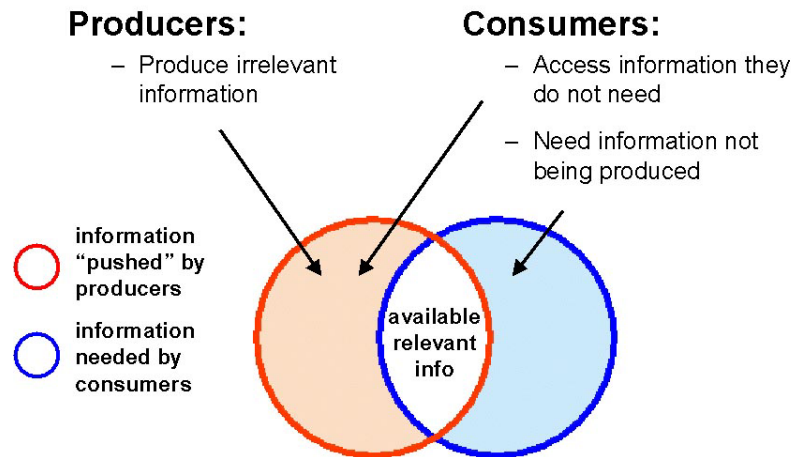 Producers:
– Produce irrelevant
information
Consumers:
– Access information they
do not need
– Need information not
being produced
information
“pushed” by
producers
information
needed by
consumers
available
relevant
info